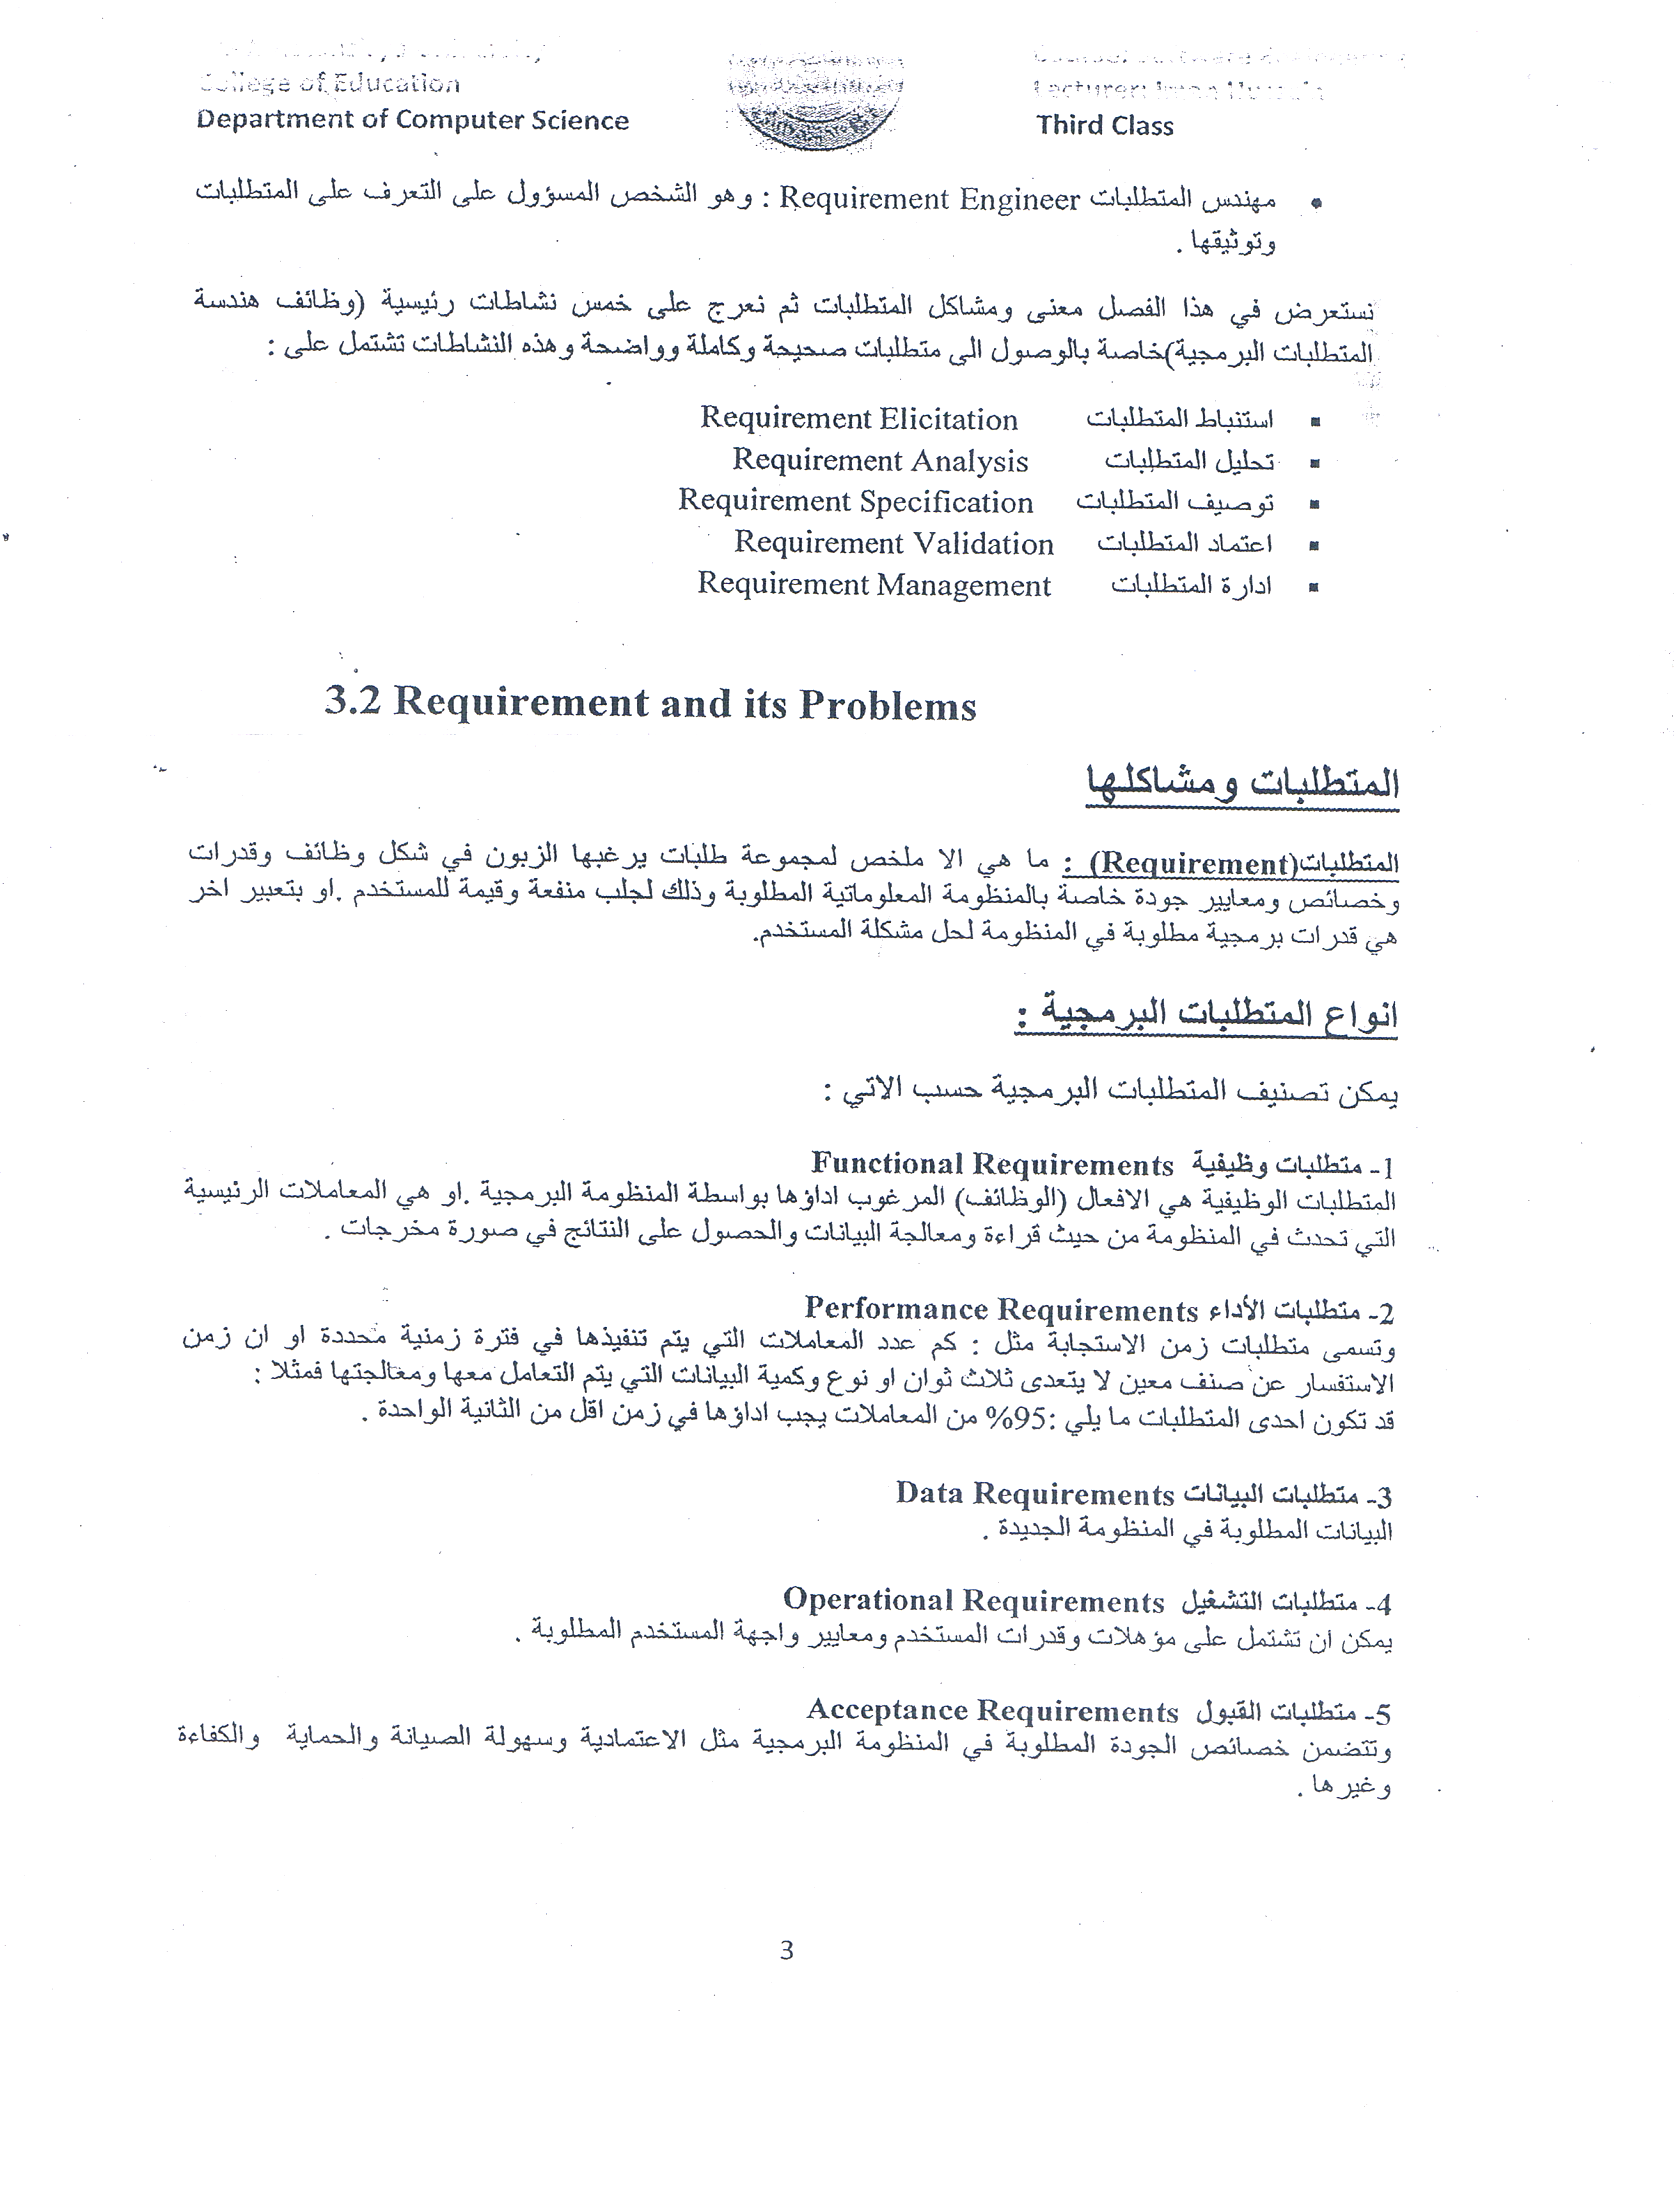 College of Education
Department of Computer Science
Third Class
• مهندس المتطلبات Requirement Engineer : وهو الشخص المسؤول على التعرف على المتطلبات
وتوثيقها .
نستعرض في هذا الفصل معنى ومشاكل المتطلبات ثم نعرج على خمس نشاطات رئيسية (وظائف هندسة
المتطلبات البرمجية)خاصة بالوصول الى متطلبات صحيحة وكاملة وواضحة وهذه النشاطات تشتمل على :
▪ استنباط المتطلبات Requirement Elicitation
▪ تحليل المتطلبات Requirement Analysis
▪ توصيف المتطلبات Requirement Specification
▪ اعتماد المتطلبات Requirement Validation
▪ ادارة المتطلبات Requirement Management
3.2 Requirement and its Problems
المتطلبات ومشاكلها
المتطلبات(Requirement) : ما هي الا ملخص لمجموعة طلبات يرغبها الزبون في شكل وظائف وقدرات
وخصائص ومعايير جودة خاصة بالمنظومة المعلوماتية المطلوبة وذلك لجلب منفعة وقيمة للمستخدم .او بتعبير اخر
هي قدرات برمجية مطلوبة في المنظومة لحل مشكلة المستخدم.
انواع المتطلبات البرمجية :
يمكن تصنيف المتطلبات البرمجية حسب الاتي :
1- متطلبات وظيفية Functional Requirements
المتطلبات الوظيفية هي الافعال (الوظائف) المرغوب اداؤها بواسطة المنظومة البرمجية .او هي المعاملات الرئيسية
التي تحدث في المنظومة من حيث قراءة ومعالجة البيانات والحصول على النتائج في صورة مخرجات .
2- متطلبات الأداء Performance Requirements
وتسمى متطلبات زمن الاستجابة مثل : كم عدد المعاملات التي يتم تنفيذها في فترة زمنية محددة او ان زمن
الاستفسار عن صنف معين لا يتعدى ثلاث ثوان او نوع وكمية البيانات التي يتم التعامل معها ومعالجتها فمثلا :
قد تكون احدى المتطلبات ما يلي :95% من المعاملات يجب اداؤها في زمن اقل من الثانية الواحدة .
3- متطلبات البيانات Data Requirements
البيانات المطلوبة في المنظومة الجديدة .
4- متطلبات التشغيل Operational Requirements
يمكن ان تشتمل على مؤهلات وقدرات المستخدم ومعايير واجهة المستخدم المطلوبة .
5- متطلبات القبول Acceptance Requirements
وتتضمن خصائص الجودة المطلوبة في المنظومة البرمجية مثل الاعتمادية وسهولة الصيانة والحماية والكفاءة
وغيرها .
3